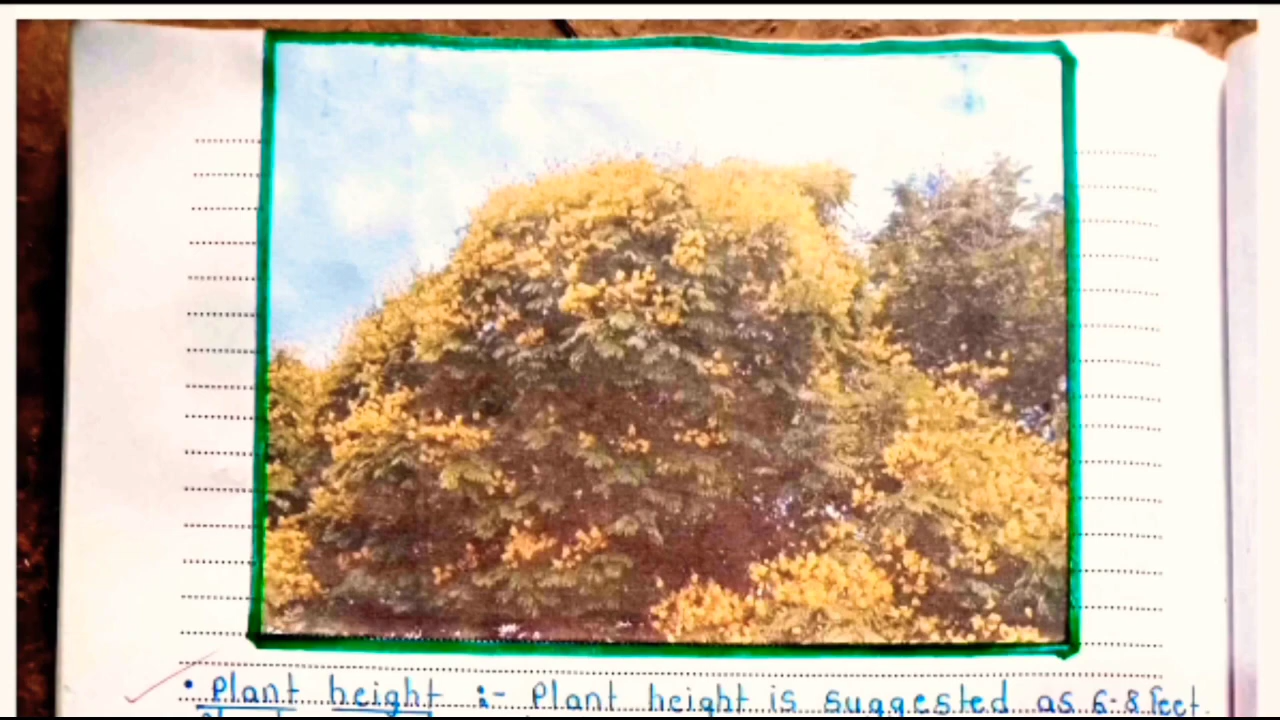 • Plant height :- Plant height is suggested as 6-8 feet.